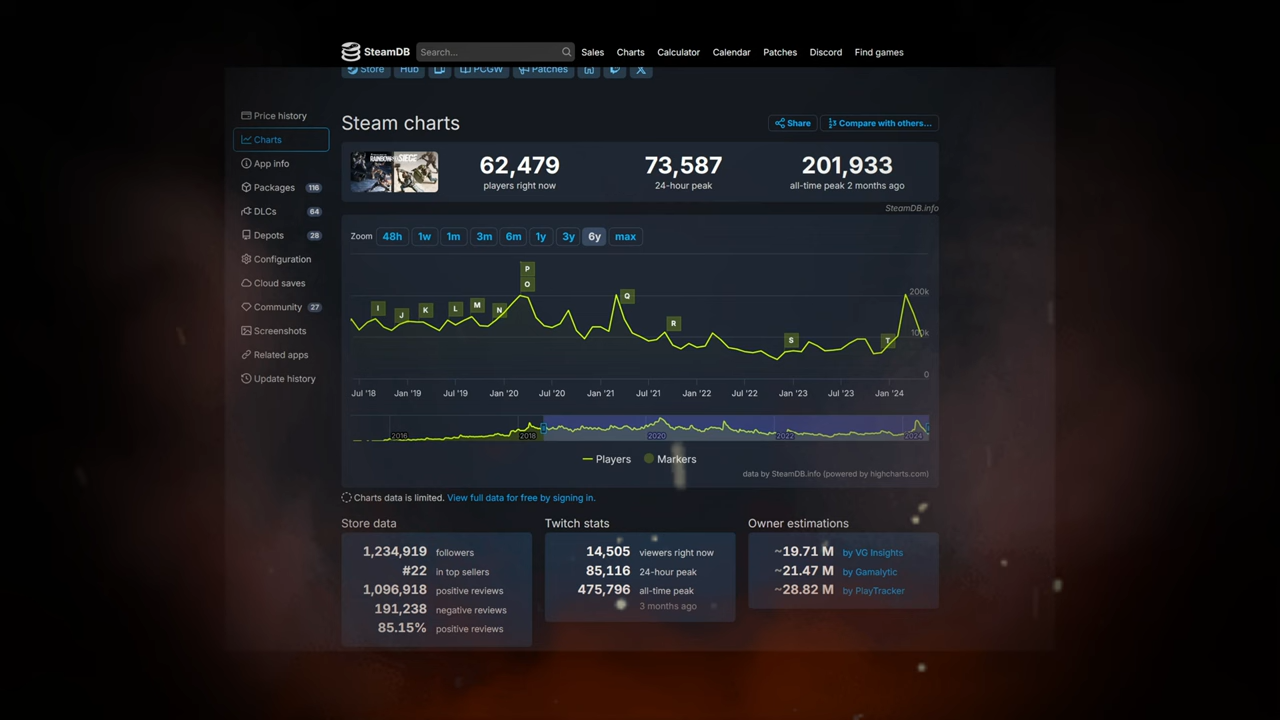 SteamDB Search... Sales Charts Calculator Calendar Patches Discord Find games
Store Hub PCGW Patches
Price history
Charts
App info
Packages 116
DLCs 64
Depots 28
Configuration
Cloud saves
Community 27
Screenshots
Related apps
Update history
Steam charts
Share Compare with others...
RAINBOW SIEGE
62,479 73,587 201,933
players right now 24-hour peak all-time peak 2 months ago
SteamDB.info
Zoom 48h 1w 1m 3m 6m 1y 3y 6y max
P
O
I J K L M N Q R S T
200k
100k
0
Jul '18 Jan '19 Jul '19 Jan '20 Jul '20 Jan '21 Jul '21 Jan '22 Jul '22 Jan '23 Jul '23 Jan '24
2016 2018 2020 2022 2024
Players Markers
data by SteamDB.info (powered by highcharts.com)
Charts data is limited. View full data for free by signing in.
Store data
1,234,919 followers
#22 in top sellers
1,096,918 positive reviews
191,238 negative reviews
85.15% positive reviews
Twitch stats
14,505 viewers right now
85,116 24-hour peak
475,796 all-time peak
3 months ago
Owner estimations
~19.71 M by VG Insights
~21.47 M by Gamalytic
~28.82 M by PlayTracker